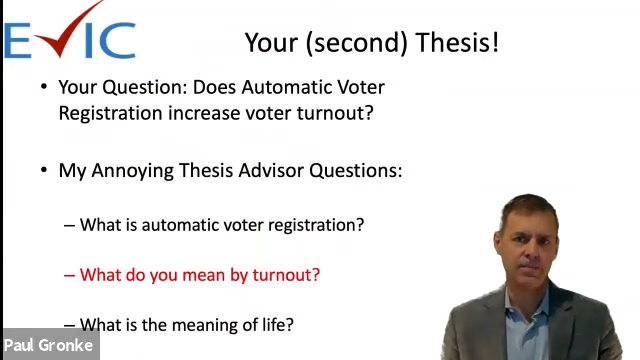 EVIC
Your (second) Thesis!
• Your Question: Does Automatic Voter
Registration increase voter turnout?
• My Annoying Thesis Advisor Questions:
– What is automatic voter registration?
– What do you mean by turnout?
– What is the meaning of life?
Paul Gronke